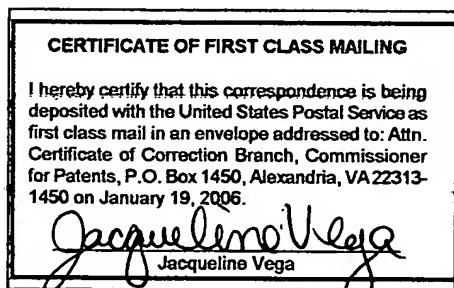 CERTIFICATE OF FIRST CLASS MAILING
I hereby certify that this correspondence is being
deposited with the United States Postal Service as
first class mail in an envelope addressed to: Attn.
Certificate of Correction Branch, Commissioner
for Patents, P.O. Box 1450, Alexandria, VA 22313-
1450 on January 19, 2006.
Jacqueline Vega
Jacqueline Vega